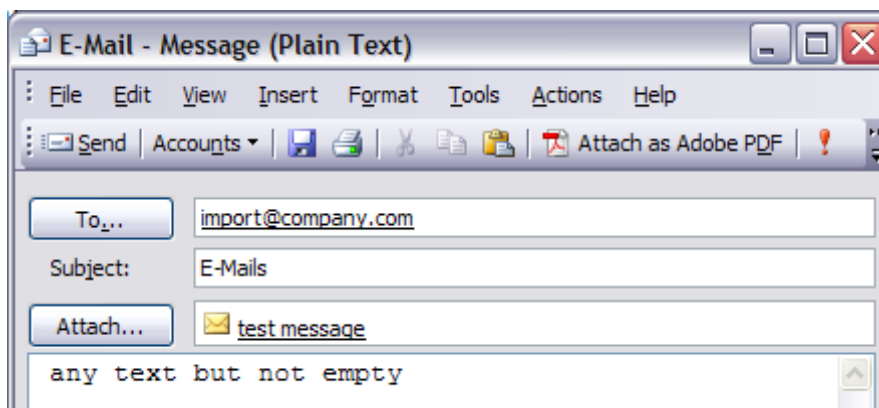 E-Mail - Message (Plain Text)
File Edit View Insert Format Tools Actions Help
Send Accounts Attach as Adobe PDF
To... import@company.com
Subject: E-Mails
Attach... test message
any text but not empty